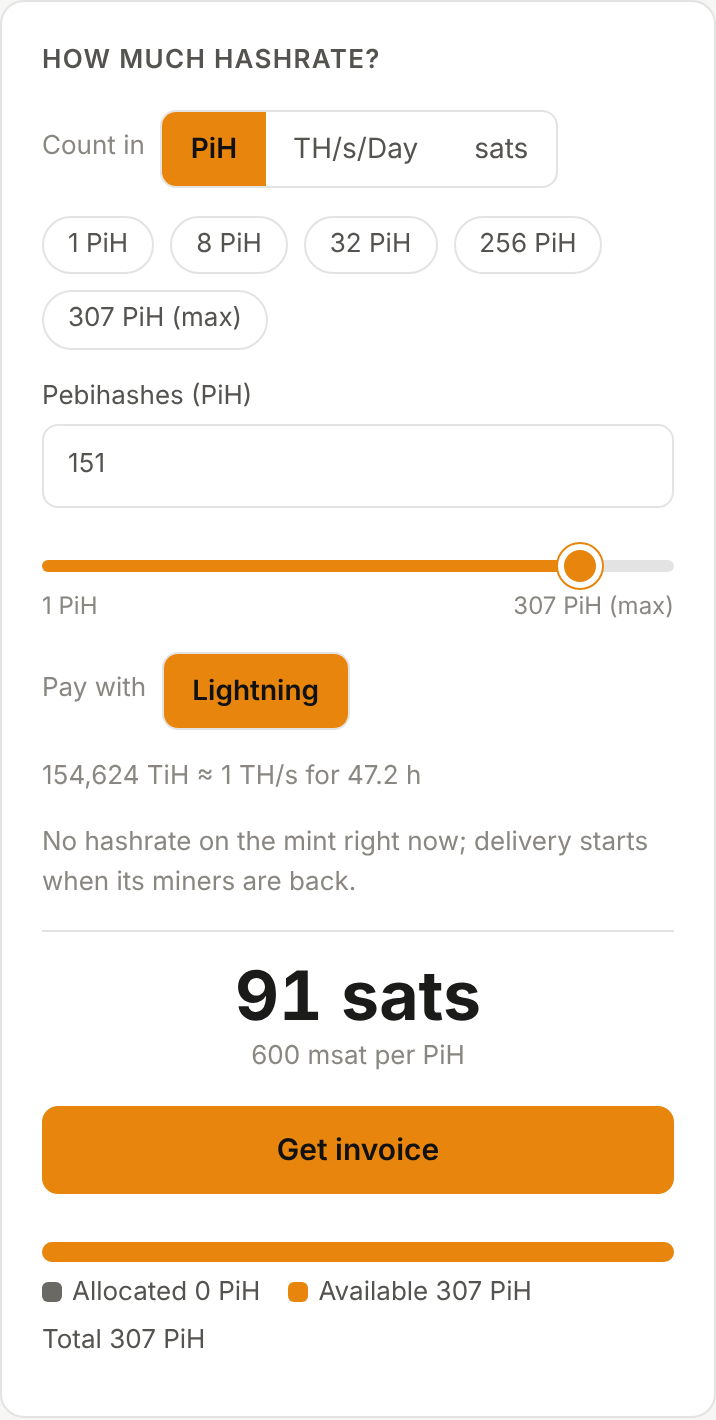 HOW MUCH HASHRATE?
Count in PiH TH/s/Day sats
1 PiH 8 PiH 32 PiH 256 PiH
307 PiH (max)
Pebihashes (PiH)
151
1 PiH 307 PiH (max)
Pay with Lightning
154,624 TiH ≈ 1 TH/s for 47.2 h
No hashrate on the mint right now; delivery starts
when its miners are back.
91 sats
600 msat per PiH
Get invoice
Allocated 0 PiH Available 307 PiH
Total 307 PiH